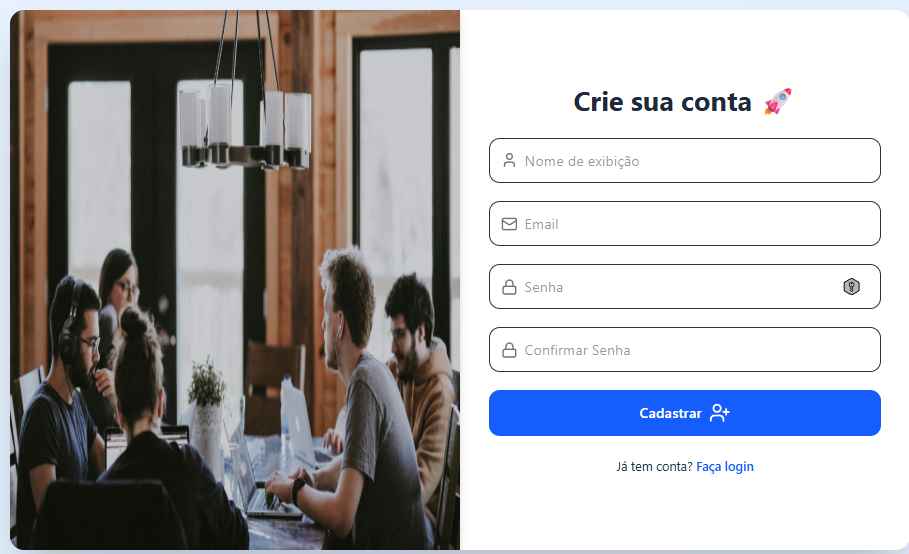 Crie sua conta 🚀
Nome de exibição
Email
Senha
Confirmar Senha
Cadastrar
Já tem conta? Faça login